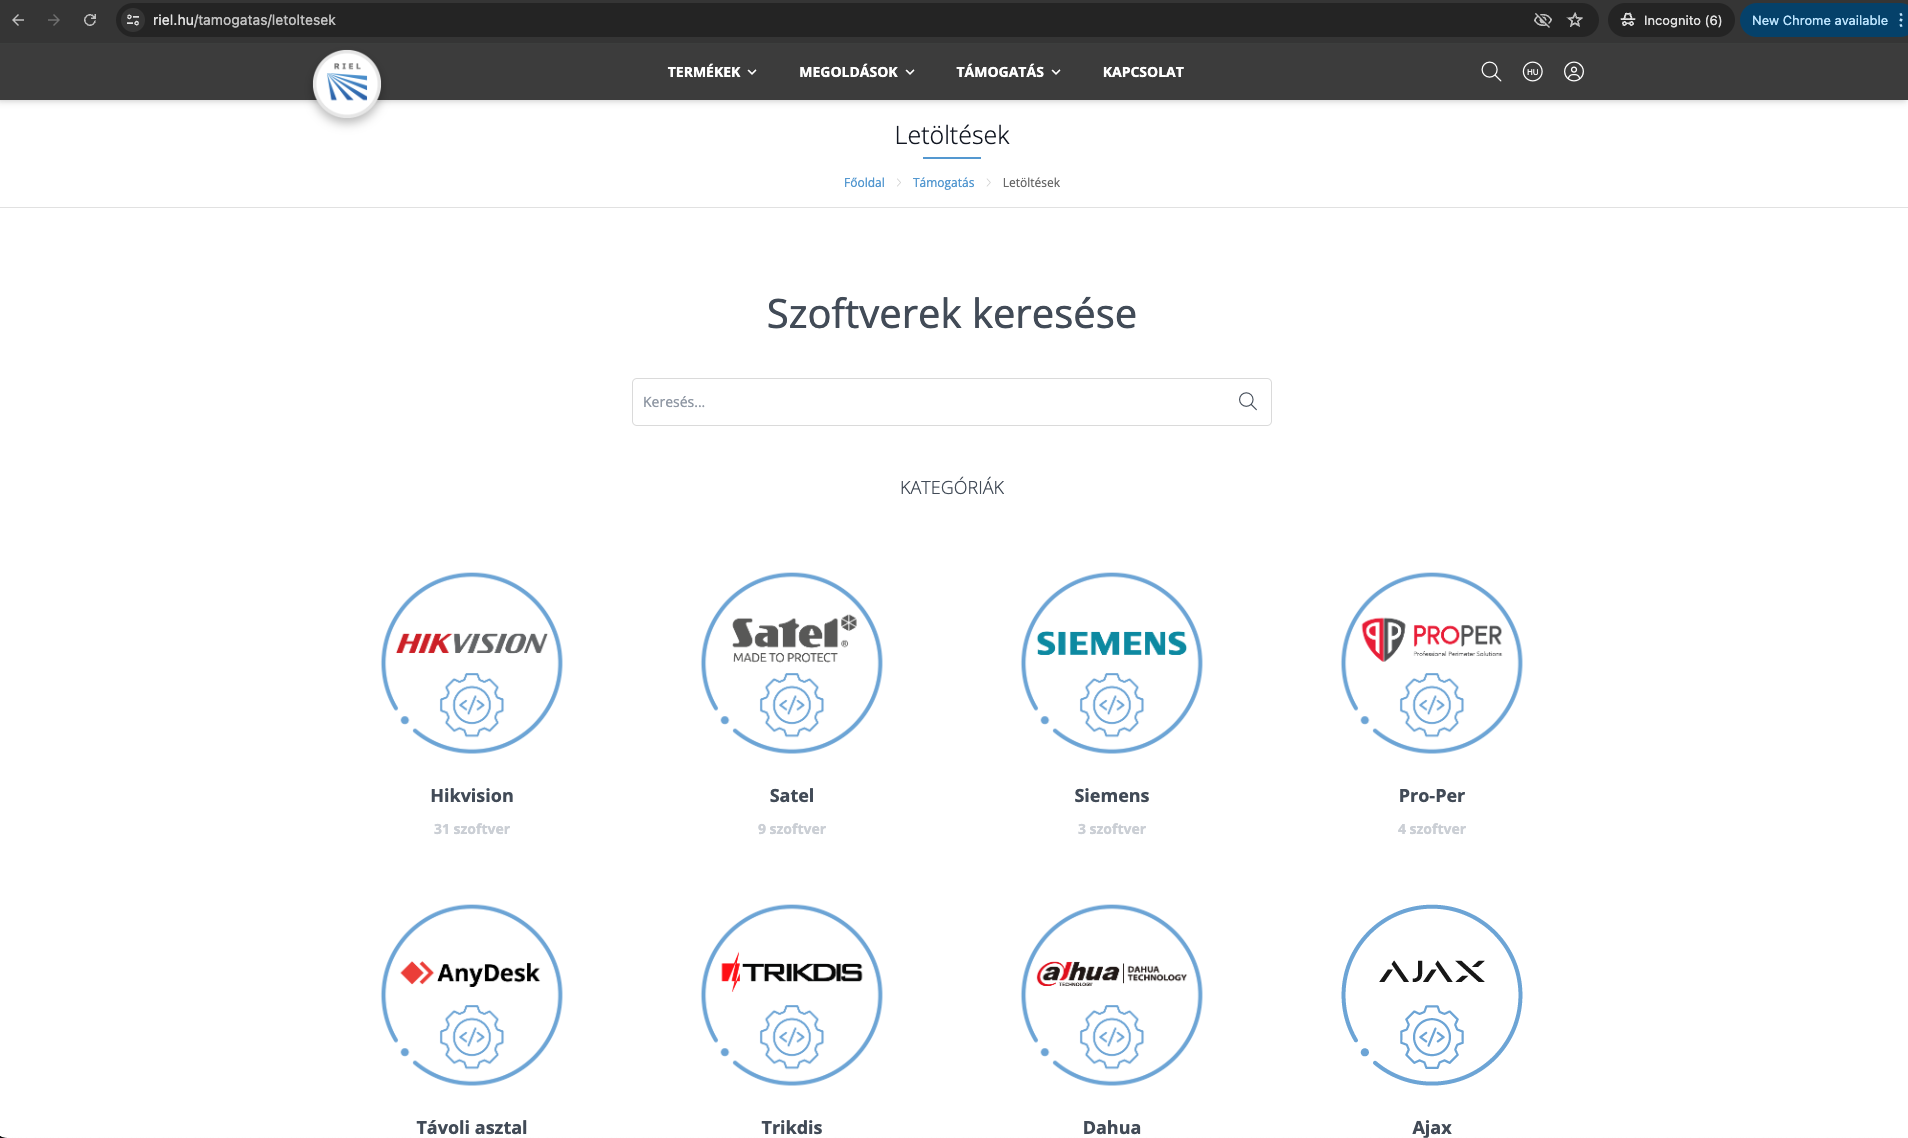 riel.hu/tamogatas/letoltesek
Incognito (6)
New Chrome available
RIEL
TERMÉKEK
MEGOLDÁSOK
TÁMOGATÁS
KAPCSOLAT
HU
Letöltések
Főoldal
Támogatás
Letöltések
Szoftverek keresése
Keresés...
KATEGÓRIÁK
HIKVISION
Satel®
MADE TO PROTECT
SIEMENS
PROPER
Professional Perimeter Solutions
</>
</>
</>
</>
Hikvision
Satel
Siemens
Pro-Per
31 szoftver
9 szoftver
3 szoftver
4 szoftver
AnyDesk
TRIKDIS
alhua
TECHNOLOGY
DAHUA
TECHNOLOGY
AJAX
</>
</>
</>
</>
Távoli asztal
Trikdis
Dahua
Ajax